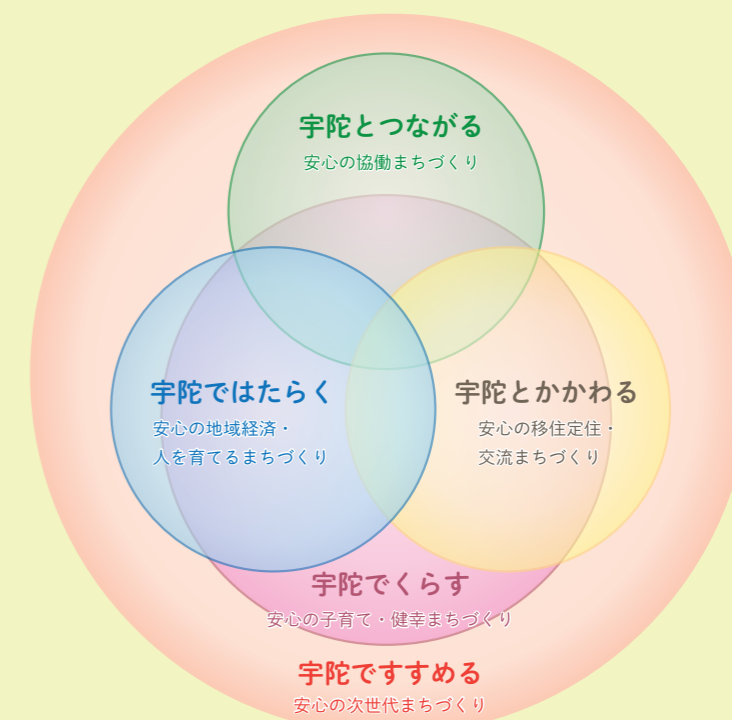 宇陀とつながる
安心の協働まちづくり
宇陀ではたらく
安心の地域経済・
人を育てるまちづくり
宇陀とかかわる
安心の移住定住・
交流まちづくり
宇陀でくらす
安心の子育て・健幸まちづくり
宇陀ですすめる
安心の次世代まちづくり